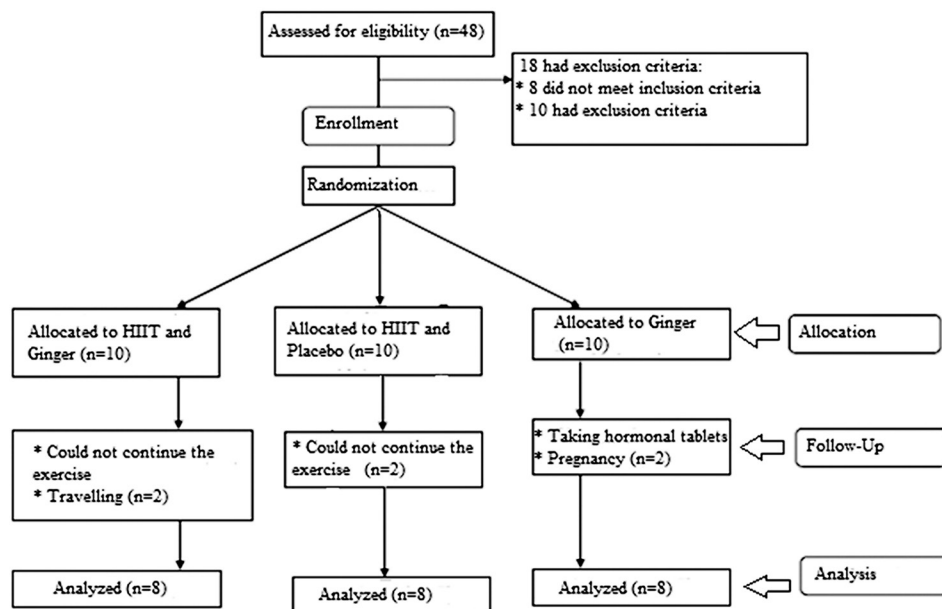 Assessed for eligibility (n=48)
18 had exclusion criteria:
* 8 did not meet inclusion criteria
* 10 had exclusion criteria
Enrollment
Randomization
Allocated to HIIT and
Ginger (n=10)
Allocated to HIIT and
Placebo (n=10)
Allocated to Ginger
(n=10)
Allocation
* Could not continue the
exercise
* Travelling (n=2)
* Could not continue the
exercise (n=2)
* Taking hormonal tablets
* Pregnancy (n=2)
Follow-Up
Analyzed (n=8)
Analyzed (n=8)
Analyzed (n=8)
Analysis